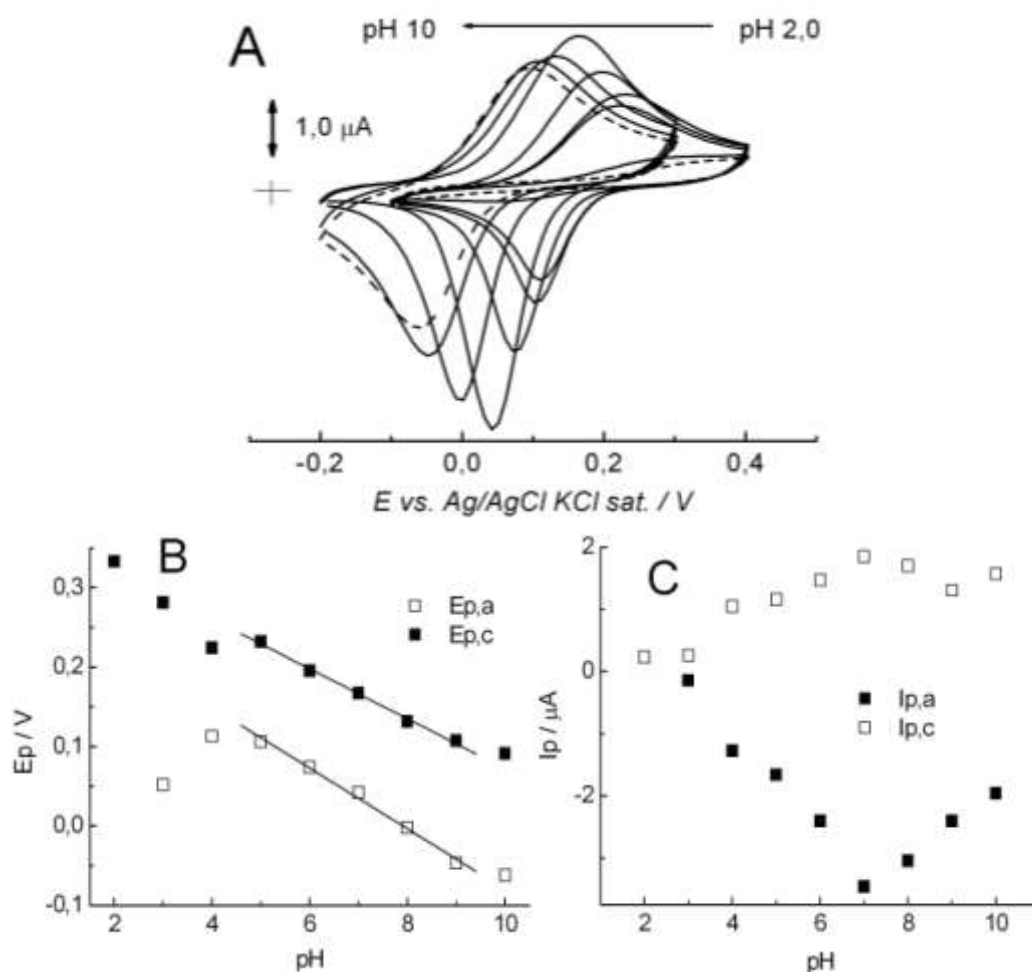 A
pH 10
pH 2,0
1,0 µA
-0,2
0,0
0,2
0,4
E vs. Ag/AgCl KCl sat. / V
B
Ep,a
Ep,c
0,3
0,2
0,1
0,0
-0,1
Ep / V
2
4
6
8
10
pH
C
2
0
-2
Ip / µA
Ip,a
Ip,c
2
4
6
8
10
pH